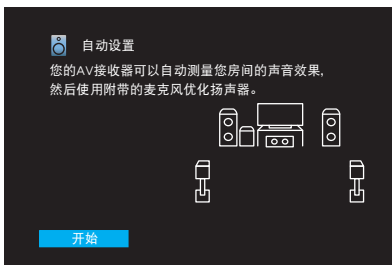 自动设置
您的AV接收器可以自动测量您房间的声音效果,
然后使用附带的麦克风优化扬声器。
开始